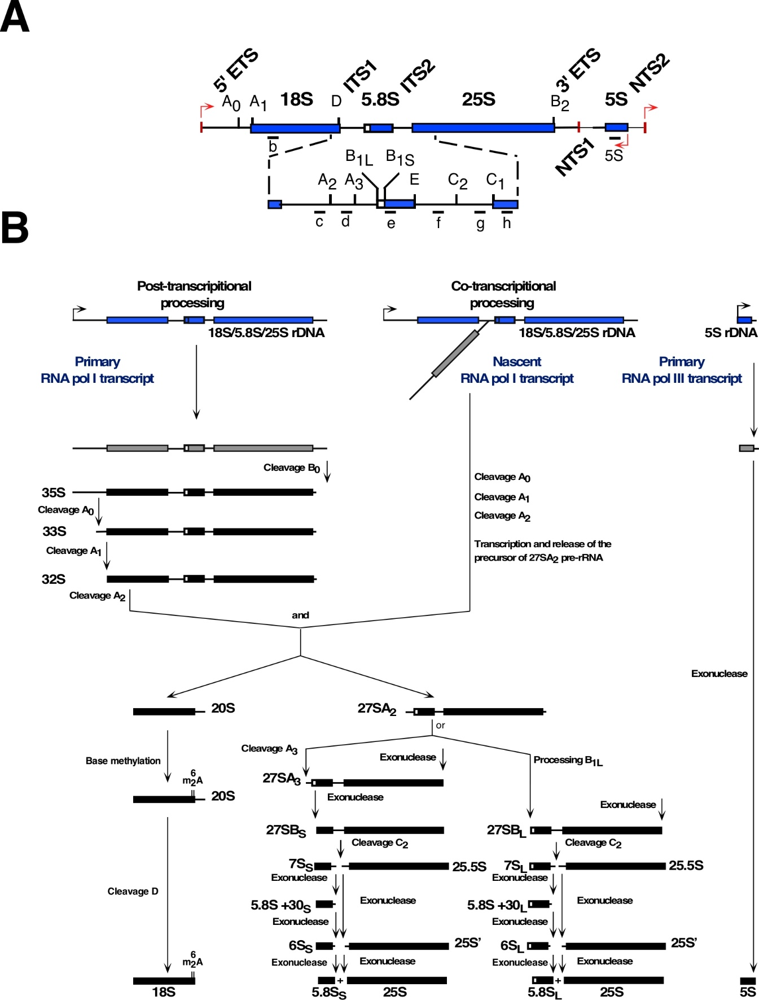 A
5' ETS
ITS1
ITS2
3' ETS
NTS2
A0 A1 18S D 5.8S 25S B2 5S
b
5S
NTS1
B1L B1S
A2 A3 E C2 C1
c d e f g h
B
Post-transcripitional
processing
Co-transcripitional
processing
18S/5.8S/25S rDNA
18S/5.8S/25S rDNA
5S rDNA
Primary
RNA pol I transcript
Nascent
RNA pol I transcript
Primary
RNA pol III transcript
Cleavage B0
35S
Cleavage A0
33S
Cleavage A1
32S
Cleavage A2
Cleavage A0
Cleavage A1
Cleavage A2
Transcription and release of the
precursor of 27SA2 pre-rRNA
and
Exonuclease
20S
27SA2
or
Base methylation
m62A
20S
Cleavage D
m62A
18S
Cleavage A3
Exonuclease
27SA3
Exonuclease
27SBS
Cleavage C2
7SS
25.5S
Exonuclease
5.8S +30S
Exonuclease
Exonuclease
6SS
25S’
Exonuclease
Exonuclease
+
5.8SS
25S
Processing B1L
Exonuclease
27SBL
Cleavage C2
7SL
25.5S
Exonuclease
5.8S +30L
Exonuclease
Exonuclease
6SL
25S’
Exonuclease
Exonuclease
+
5.8SL
25S
5S